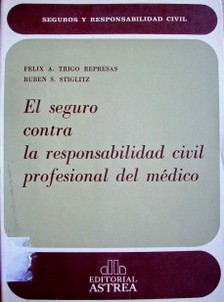 SEGUROS Y RESPONSABILIDAD CIVIL
FELIX A. TRIGO REPRESAS
RUBEN S. STIGLITZ
El seguro
contra
la responsabilidad civil
profesional del médico
EDITORIAL
ASTREA